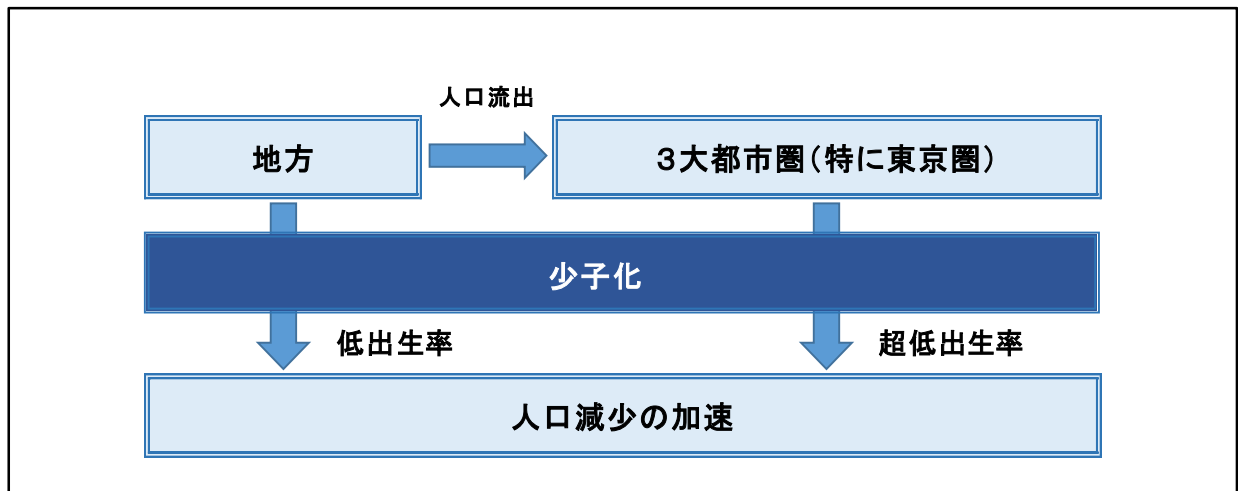 人口流出
地方
３大都市圏（特に東京圏）
少子化
低出生率
超低出生率
人口減少の加速